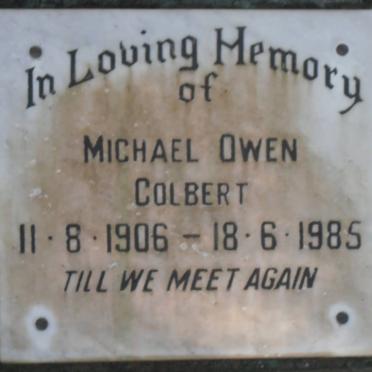 In Loving Memory
of
MICHAEL OWEN
COLBERT
11·8·1906 – 18·6·1985
TILL WE MEET AGAIN